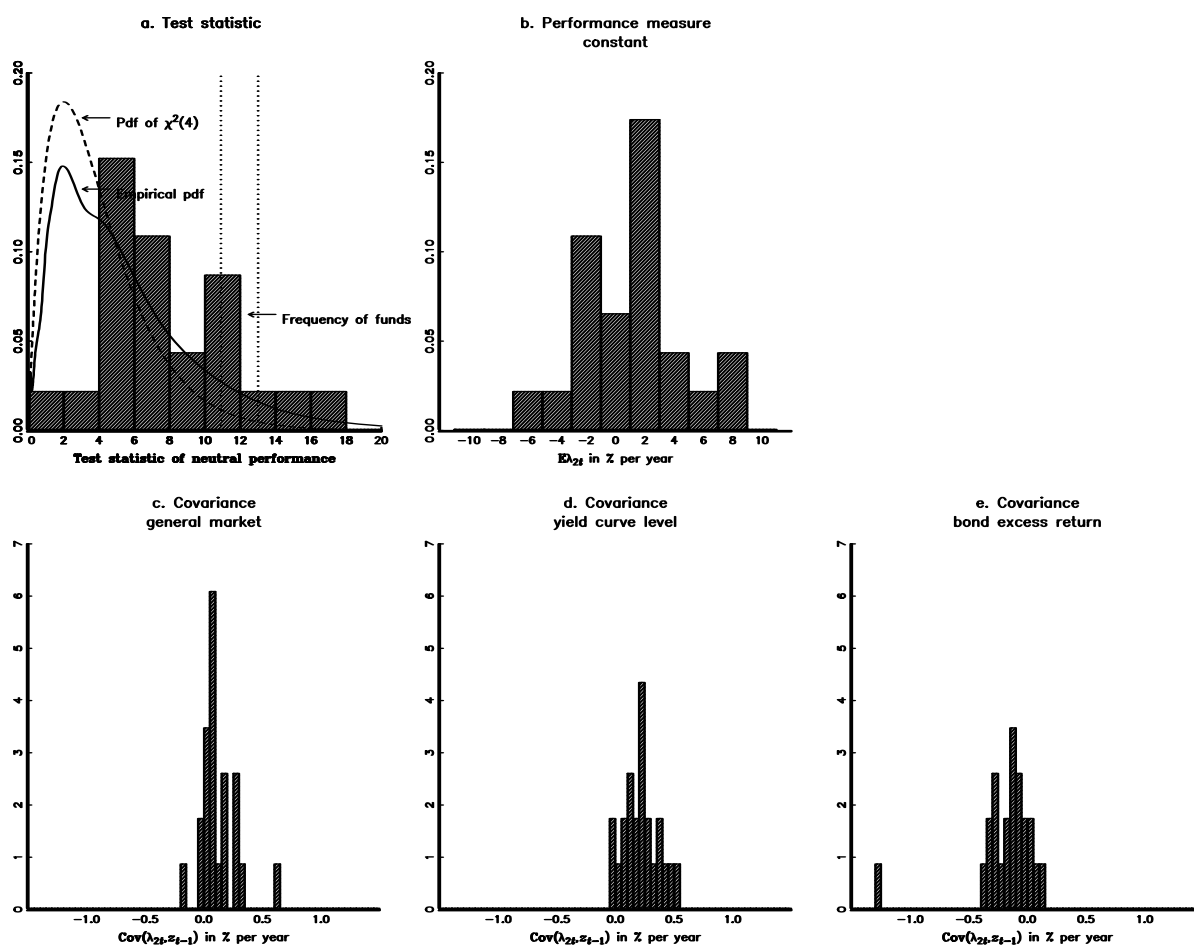 a. Test statistic
b. Performance measure
constant
0.20
0.15
0.10
0.05
0.00
Pdf of χ²(4)
Empirical pdf
Frequency of funds
0 2 4 6 8 10 12 14 16 18 20
Test statistic of neutral performance
0.20
0.15
0.10
0.05
0.00
−10 −8 −6 −4 −2 0 2 4 6 8 10
Eλ₂ₜ in % per year
c. Covariance
general market
7
6
5
4
3
2
1
0
−1.0 −0.5 0.0 0.5 1.0
Cov(λ₂ₜ,zₜ₋₁) in % per year
d. Covariance
yield curve level
7
6
5
4
3
2
1
0
−1.0 −0.5 0.0 0.5 1.0
Cov(λ₂ₜ,zₜ₋₁) in % per year
e. Covariance
bond excess return
7
6
5
4
3
2
1
0
−1.0 −0.5 0.0 0.5 1.0
Cov(λ₂ₜ,zₜ₋₁) in % per year